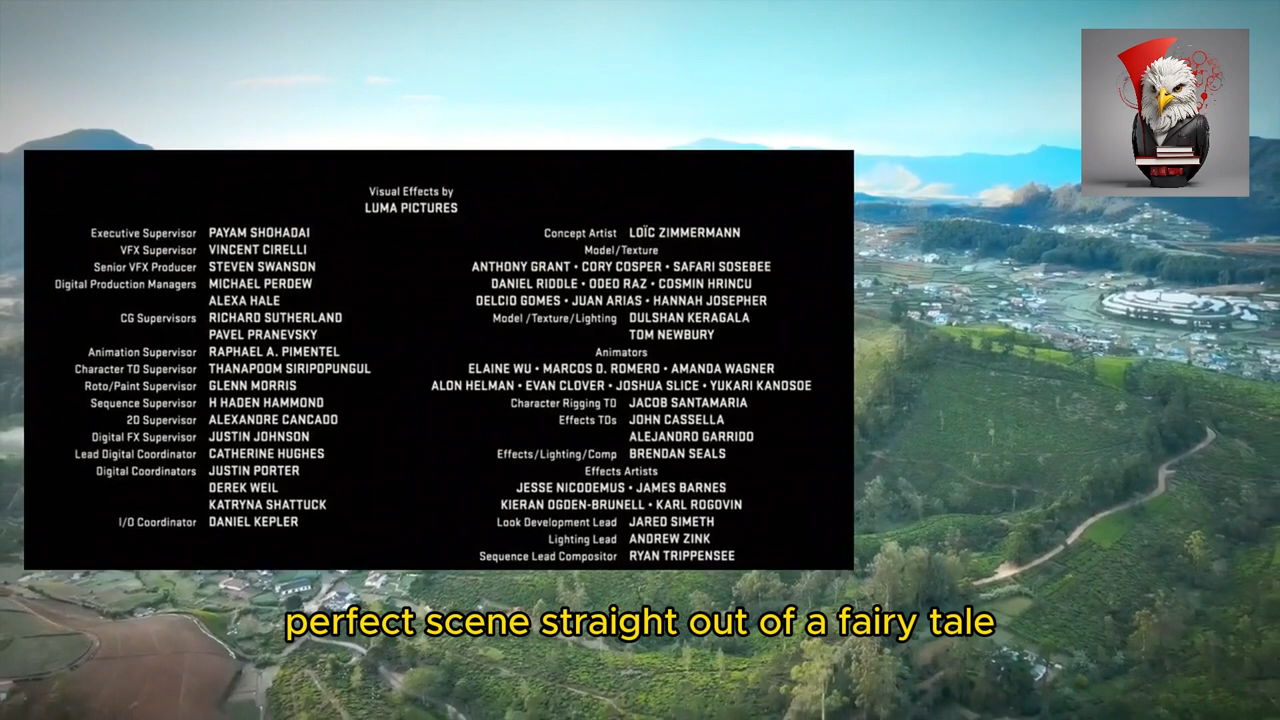 Visual Effects by
LUMA PICTURES
Executive Supervisor PAYAM SHOHADAI
VFX Supervisor VINCENT CIRELLI
Senior VFX Producer STEVEN SWANSON
Digital Production Managers MICHAEL PERDEW
ALEXA HALE
CG Supervisors RICHARD SUTHERLAND
PAVEL PRANEVSKY
Animation Supervisor RAPHAEL A. PIMENTEL
Character TD Supervisor THANAPOOM SIRIPOPUNGUL
Roto/Paint Supervisor GLENN MORRIS
Sequence Supervisor H HADEN HAMMOND
2D Supervisor ALEXANDRE CANCADO
Digital FX Supervisor JUSTIN JOHNSON
Lead Digital Coordinator CATHERINE HUGHES
Digital Coordinators JUSTIN PORTER
DEREK WEIL
KATRYNA SHATTUCK
I/O Coordinator DANIEL KEPLER
Concept Artist LOÏC ZIMMERMANN
Model/Texture
ANTHONY GRANT • CORY COSPER • SAFARI SOSEBEE
DANIEL RIDDLE • ODED RAZ • COSMIN HRINCU
DELCIO GOMES • JUAN ARIAS • HANNAH JOSEPHER
Model /Texture/Lighting DULSHAN KERAGALA
TOM NEWBURY
Animators
ELAINE WU • MARCOS D. ROMERO • AMANDA WAGNER
ALON HELMAN • EVAN CLOVER • JOSHUA SLICE • YUKARI KANOSOE
Character Rigging TD JACOB SANTAMARIA
Effects TDs JOHN CASSELLA
ALEJANDRO GARRIDO
Effects/Lighting/Comp BRENDAN SEALS
Effects Artists
JESSE NICODEMUS • JAMES BARNES
KIERAN OGDEN-BRUNELL • KARL ROGOVIN
Look Development Lead JARED SIMETH
Lighting Lead ANDREW ZINK
Sequence Lead Compositor RYAN TRIPPENSEE
perfect scene straight out of a fairy tale